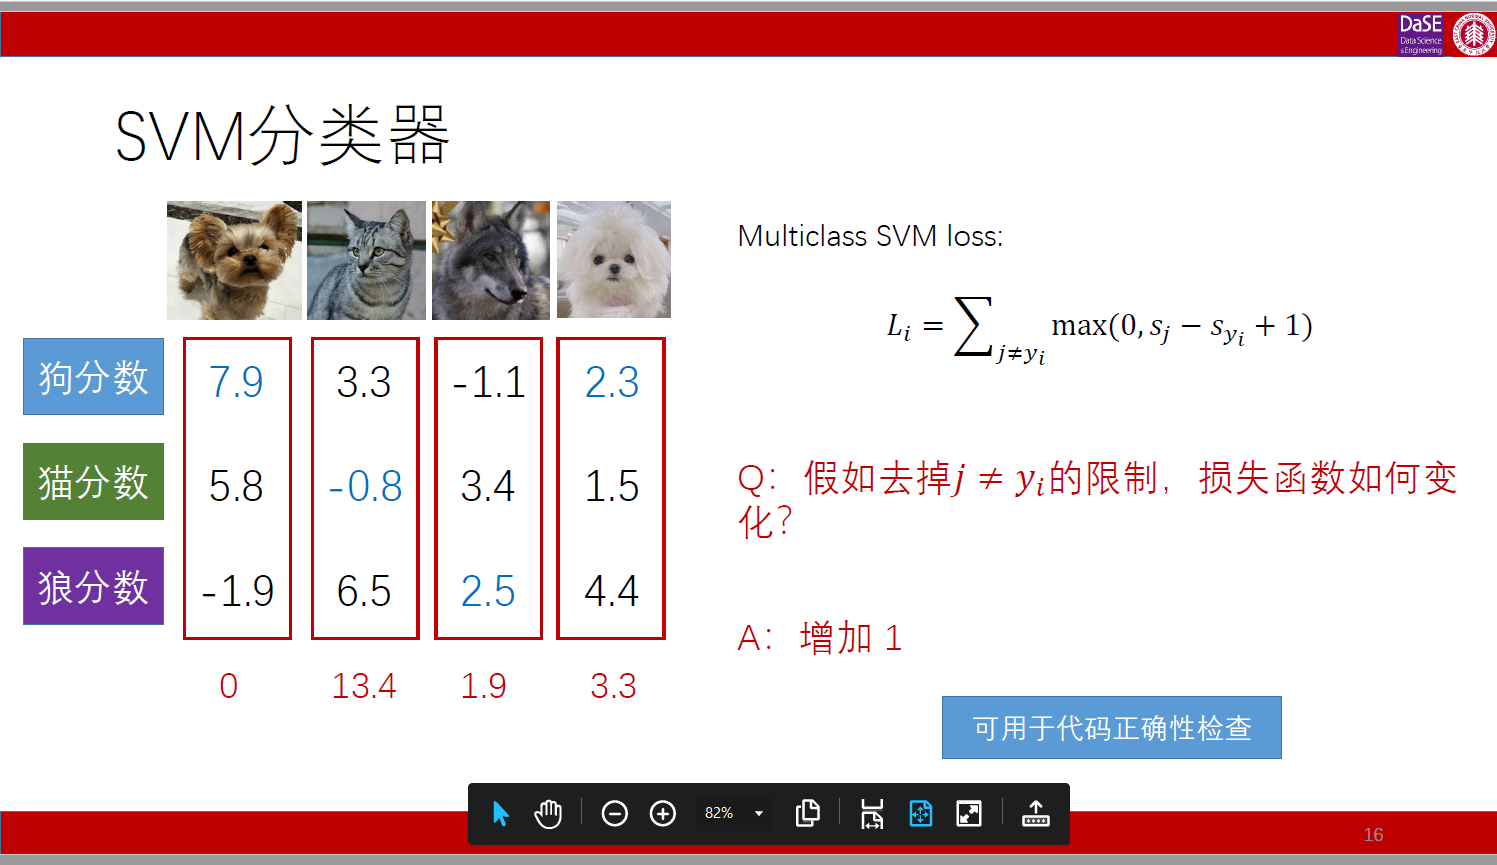 DaSE
Data Science
& Engineering
SVM分类器
Multiclass SVM loss:
L_i = ∑_{j≠y_i} max(0, s_j − s_{y_i} + 1)
狗分数 7.9 3.3 -1.1 2.3
猫分数 5.8 -0.8 3.4 1.5
狼分数 -1.9 6.5 2.5 4.4
0 13.4 1.9 3.3
Q：假如去掉j ≠ y_i的限制，损失函数如何变
化？
A：增加 1
可用于代码正确性检查
82%
16